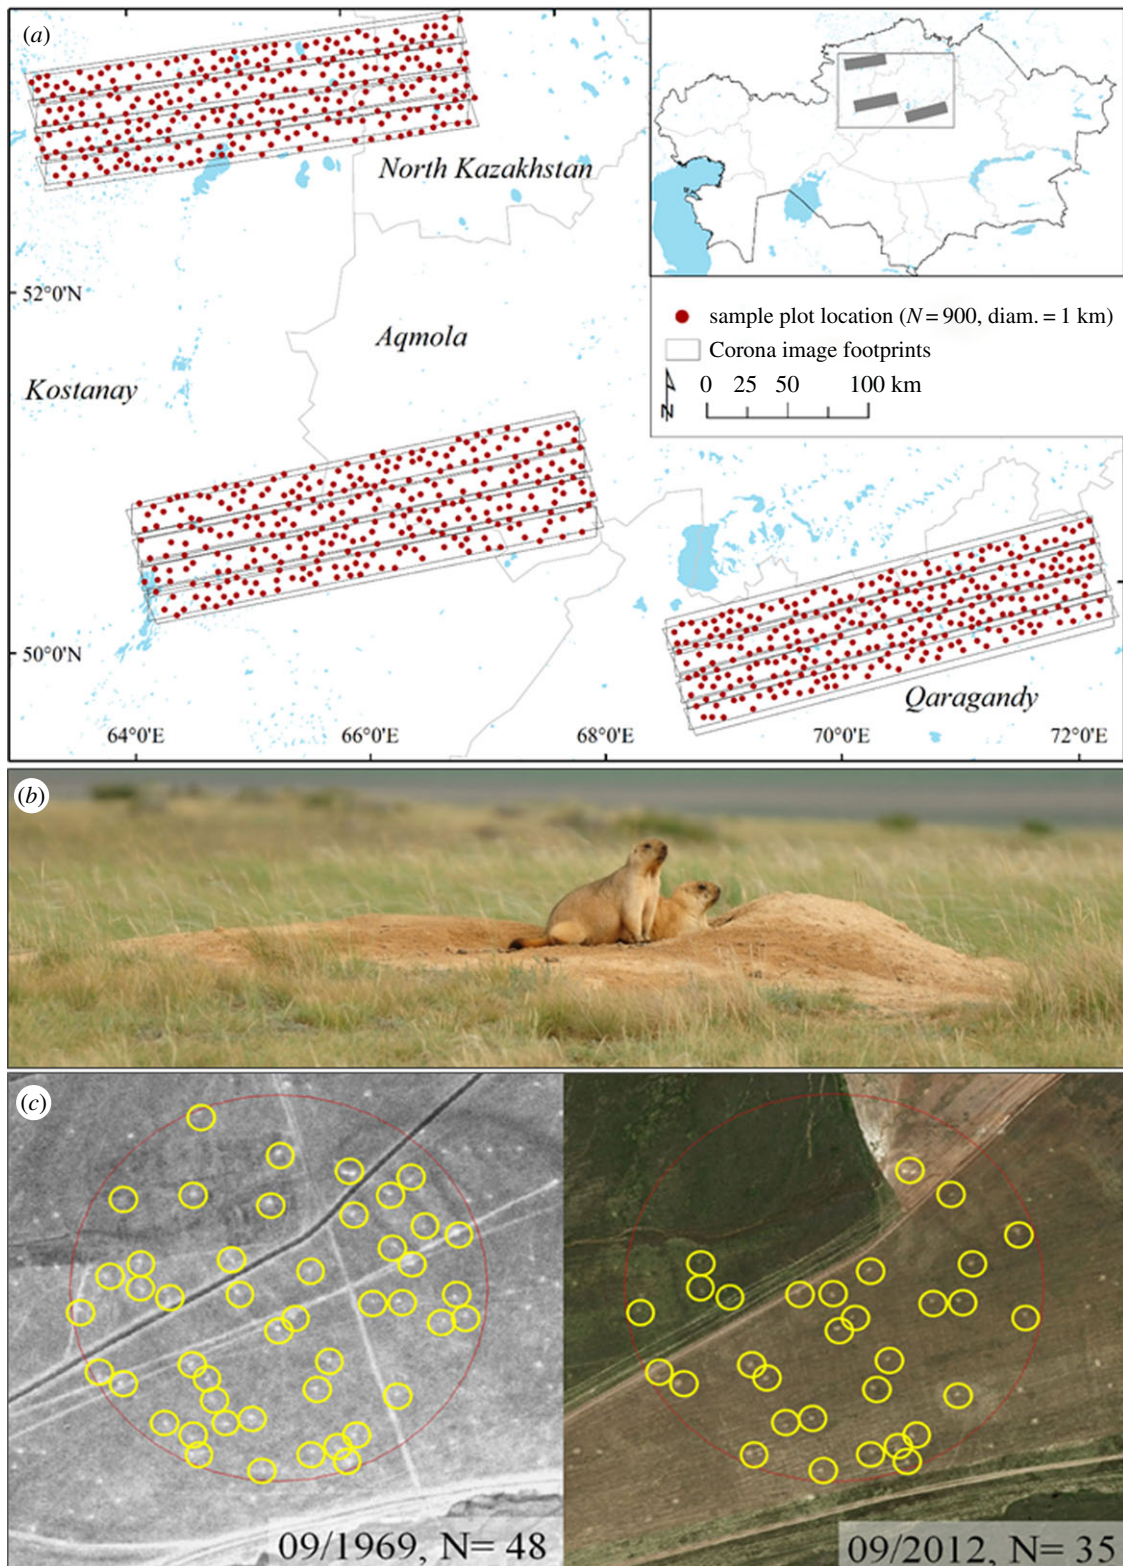 (a)
North Kazakhstan
52°0'N
Aqmola
Kostanay
sample plot location (N = 900, diam. = 1 km)
Corona image footprints
N
0 25 50 100 km
50°0'N
Qaragandy
64°0'E 66°0'E 68°0'E 70°0'E 72°0'E
(b)
(c)
09/1969, N= 48
09/2012, N= 35